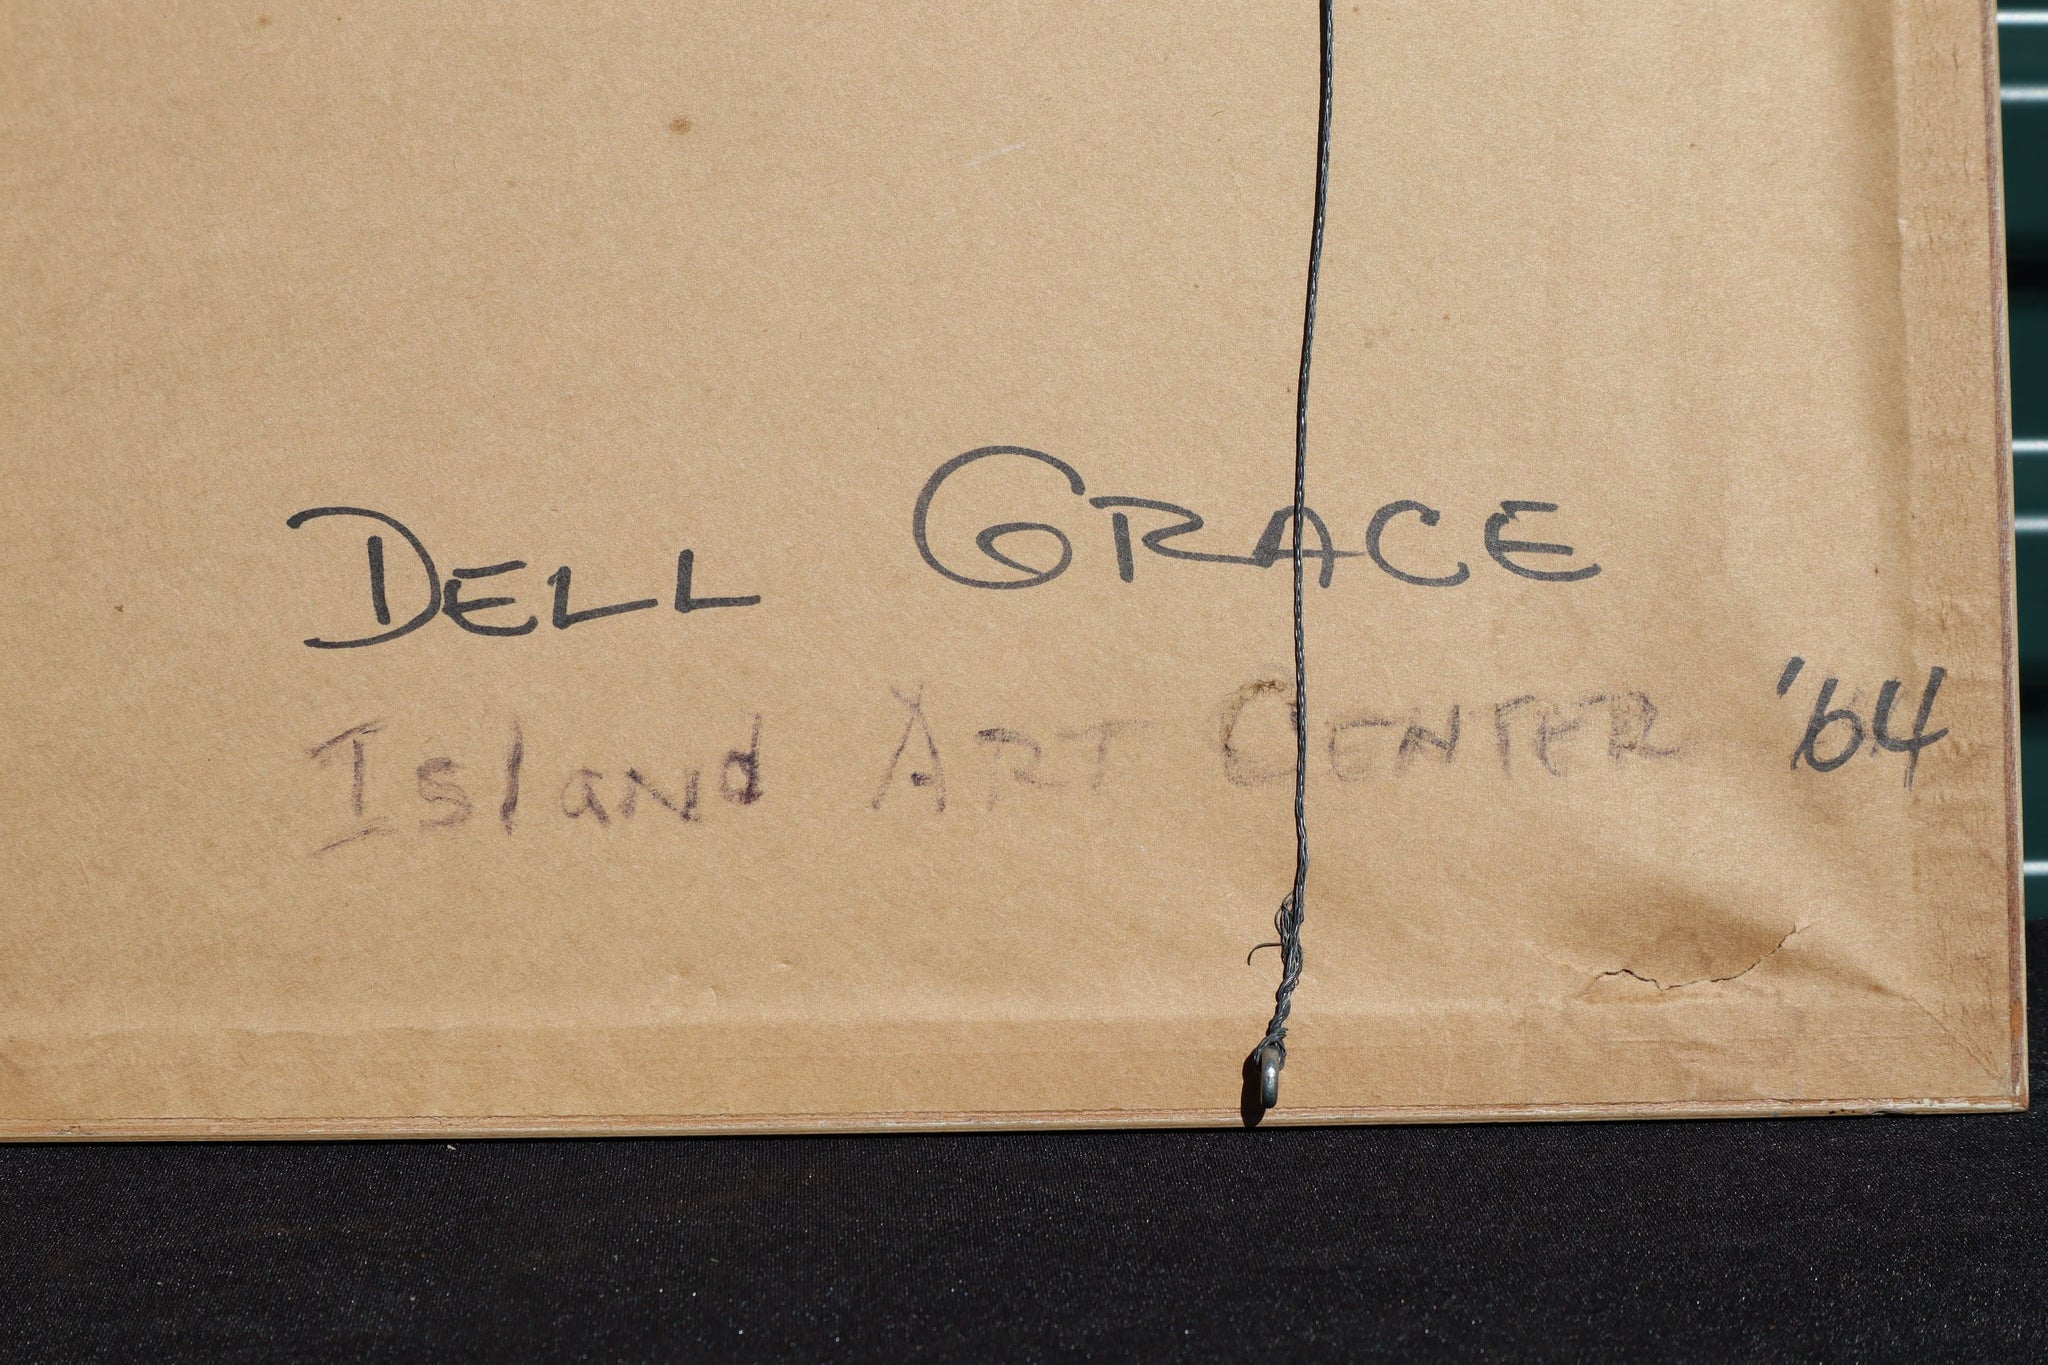 DELL GRACE
Island ART CENTER '64